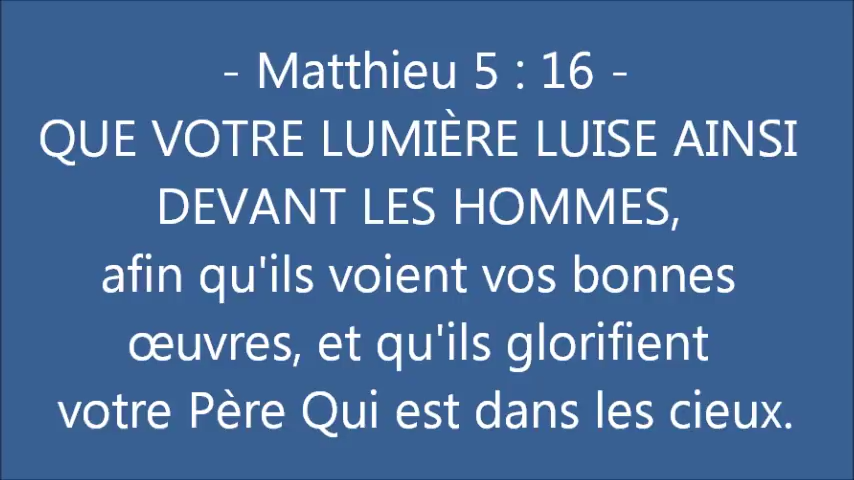 - Matthieu 5 : 16 -
QUE VOTRE LUMIÈRE LUISE AINSI
DEVANT LES HOMMES,
afin qu'ils voient vos bonnes
œuvres, et qu'ils glorifient
votre Père Qui est dans les cieux.